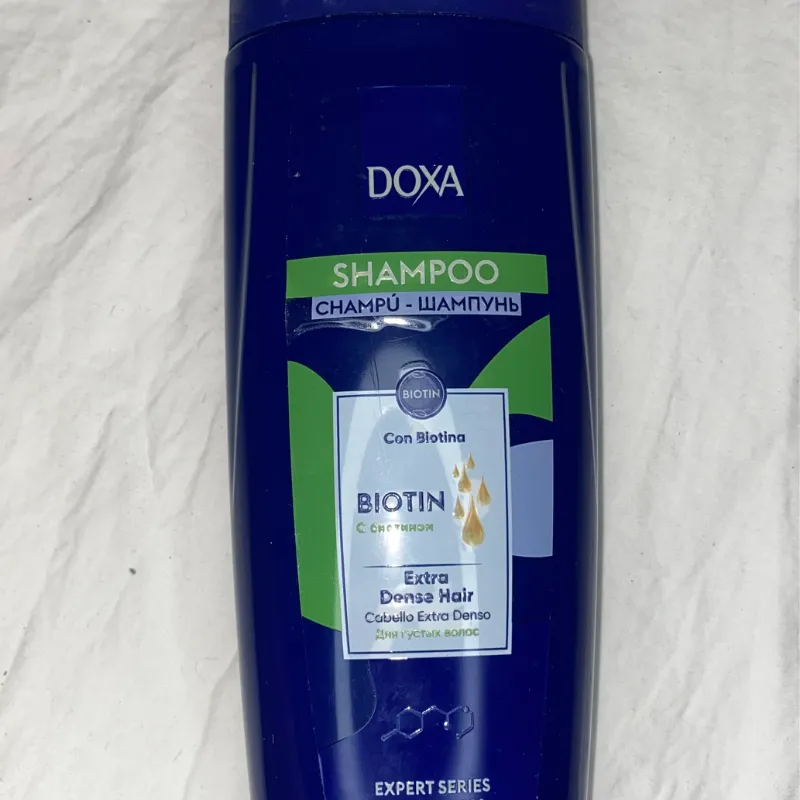 DOXA
SHAMPOO
CHAMPÚ - ШАМПУНЬ
BIOTIN
Con Biotina
BIOTIN
С биотином
Extra
Dense Hair
Cabello Extra Denso
Для густых волос
EXPERT SERIES